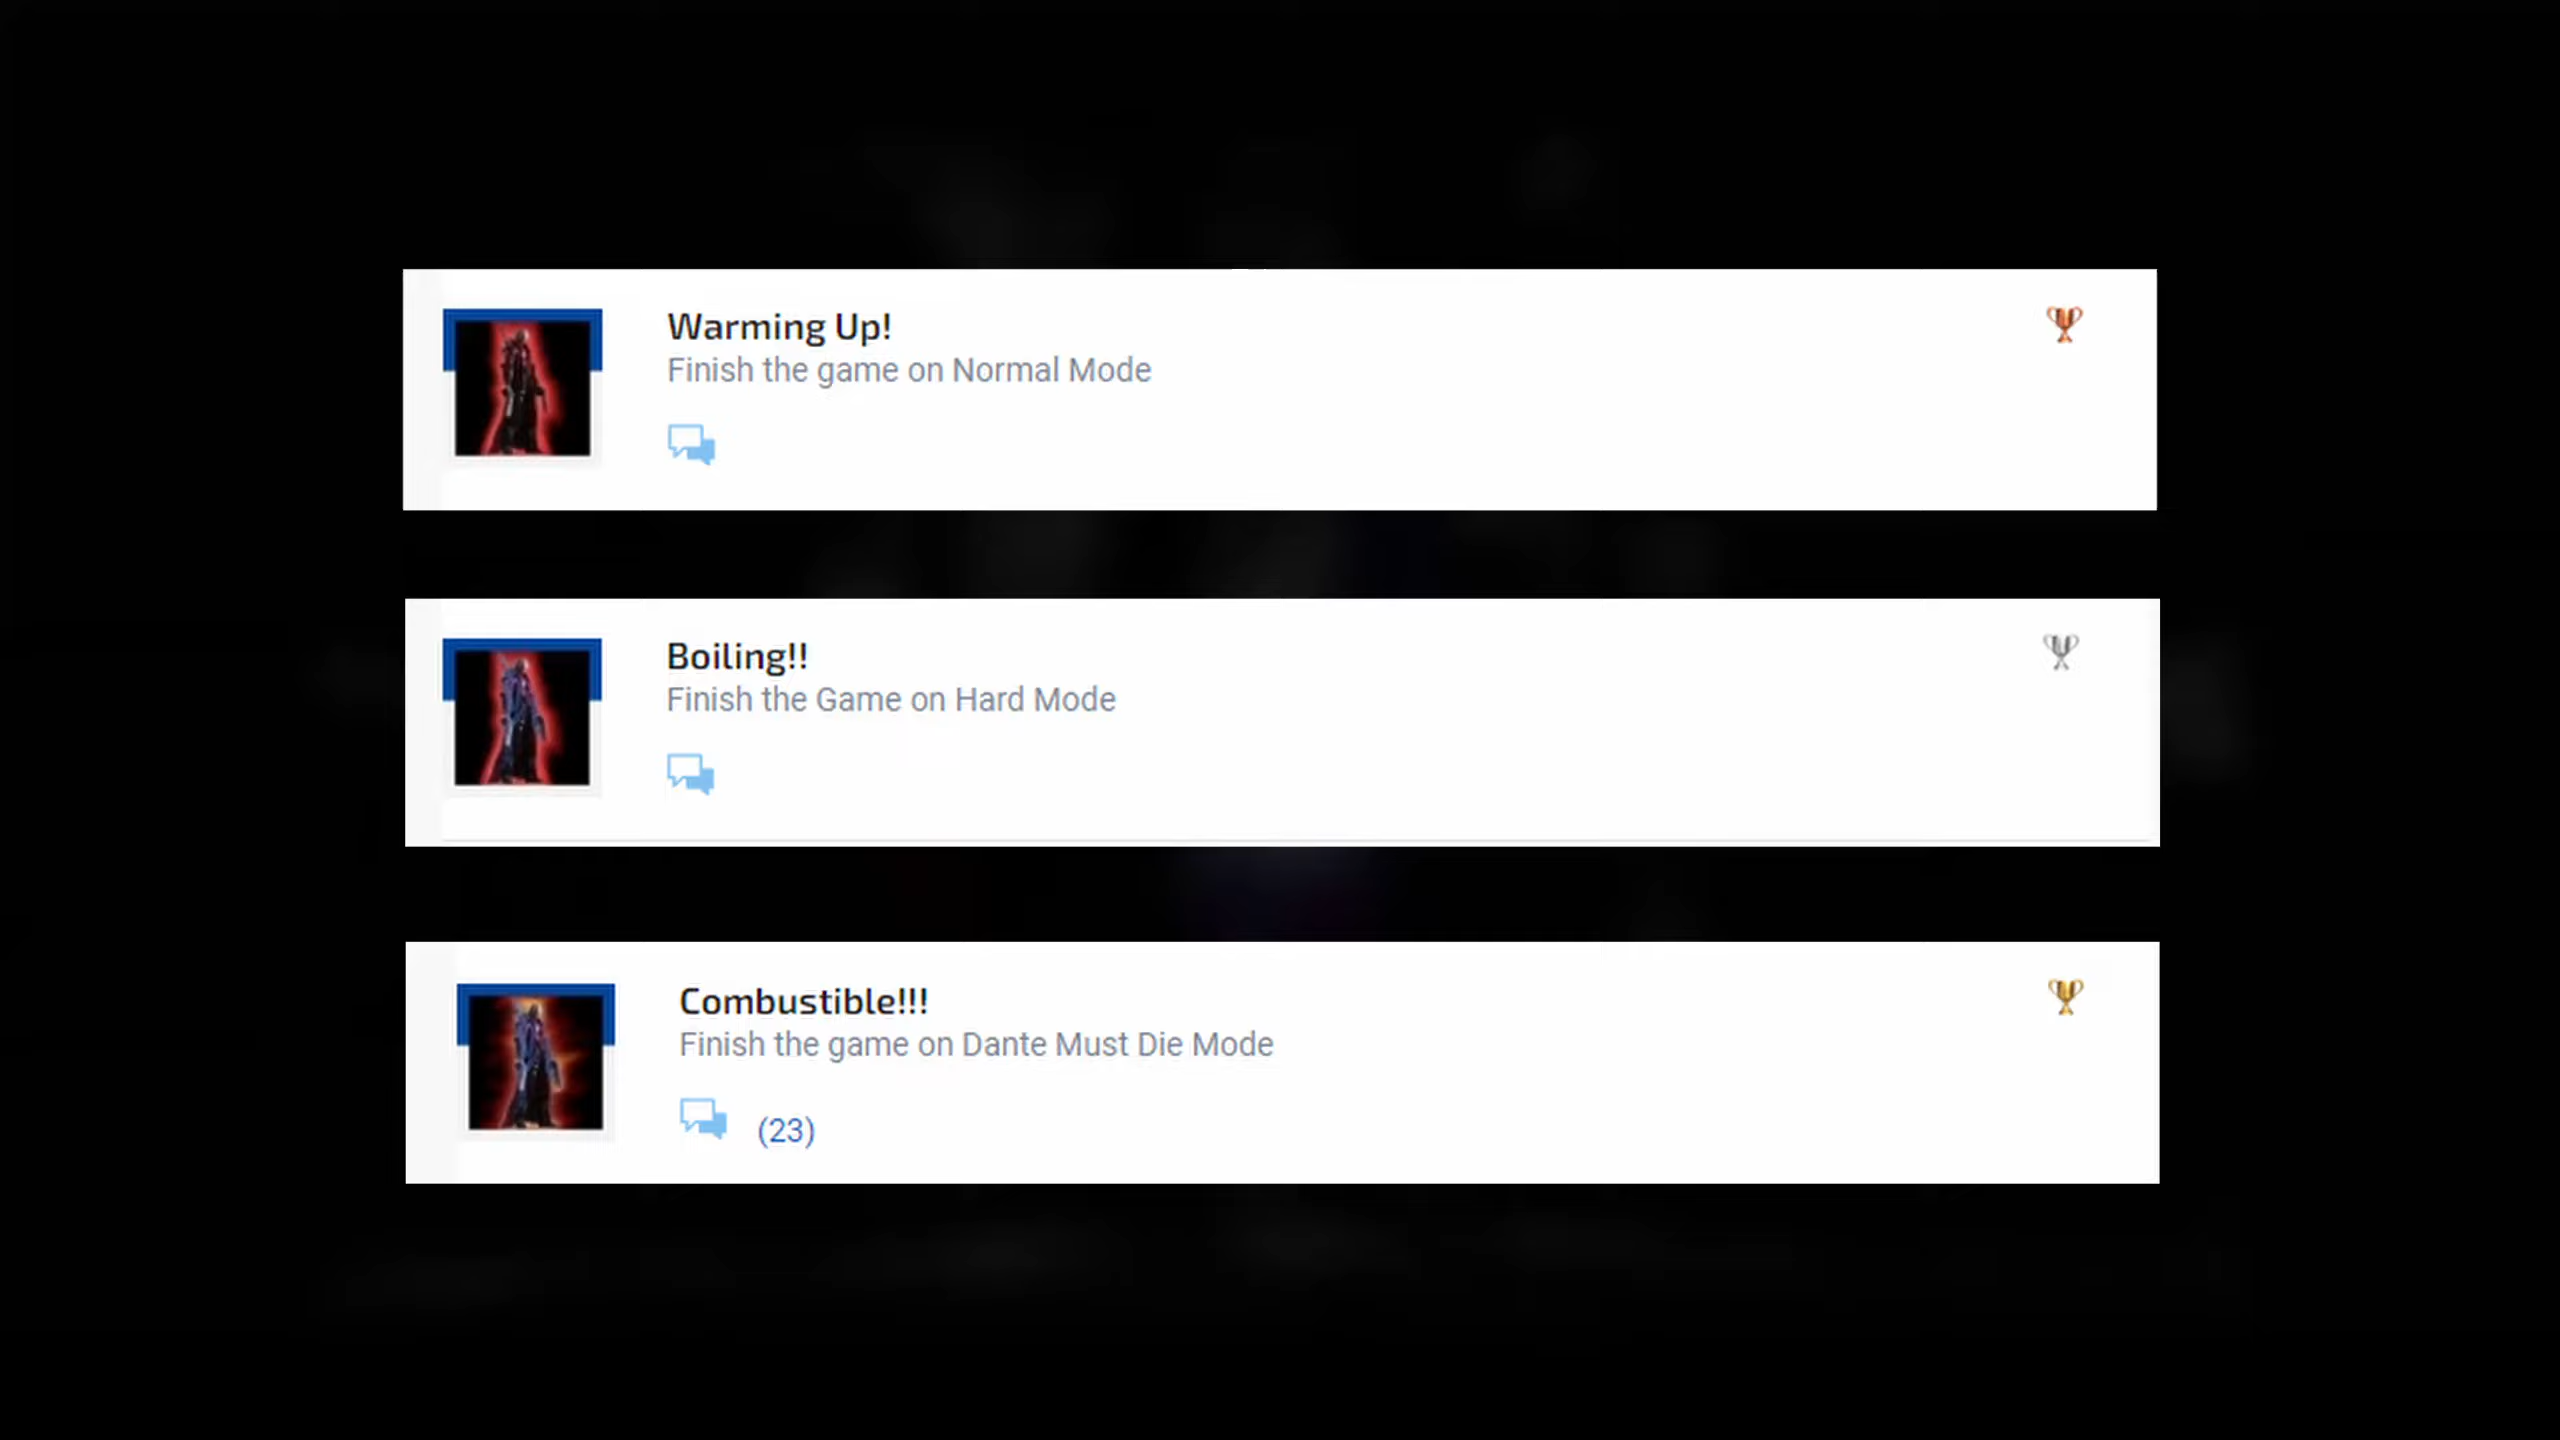 Warming Up!
Finish the game on Normal Mode
Boiling!!
Finish the Game on Hard Mode
Combustible!!!
Finish the game on Dante Must Die Mode
(23)